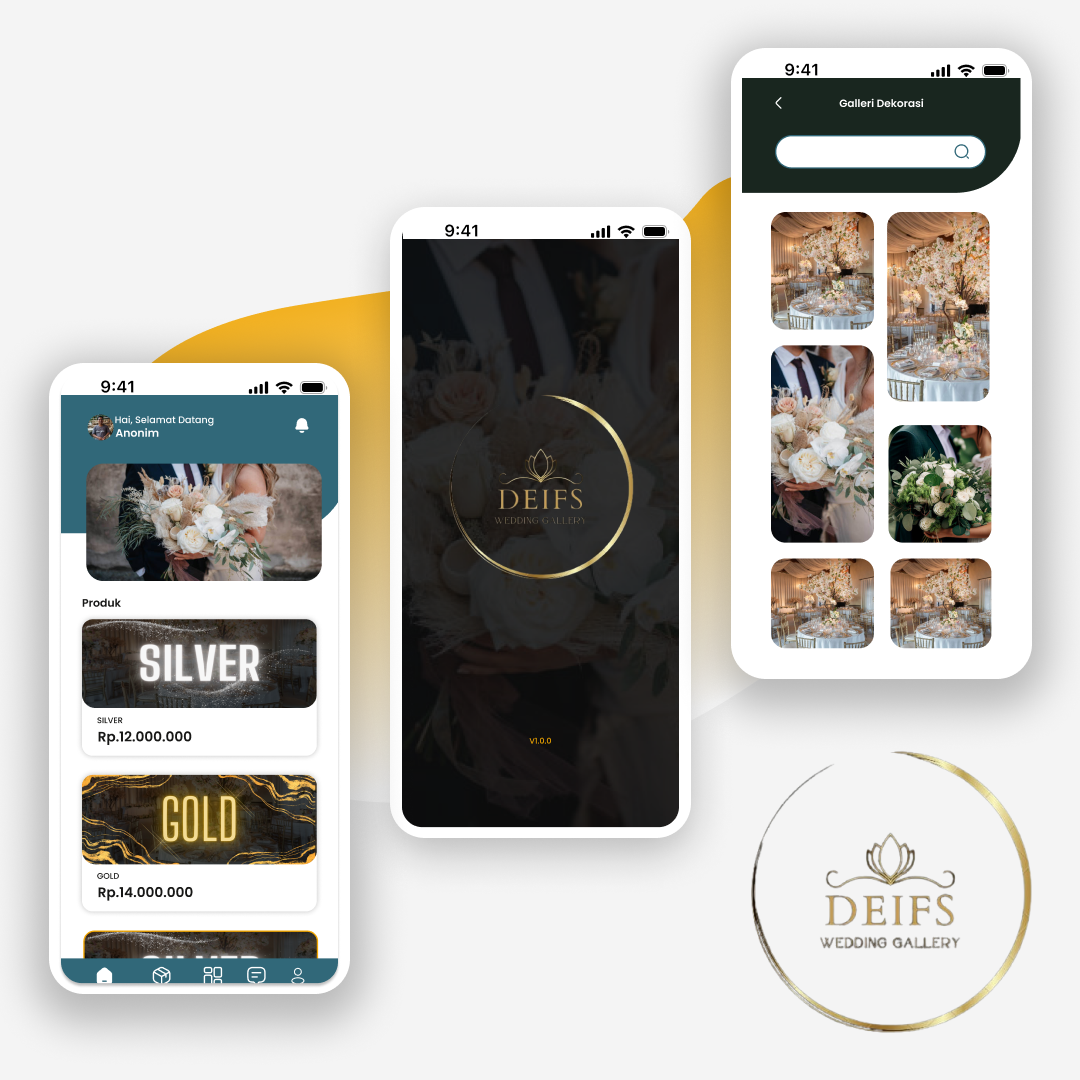 9:41
Hai, Selamat Datang
Anonim
Produk
SILVER
SILVER
Rp.12.000.000
GOLD
GOLD
Rp.14.000.000
SILVER
9:41
DEIFS
WEDDING GALLERY
V1.0.0
9:41
Galleri Dekorasi
DEIFS
WEDDING GALLERY